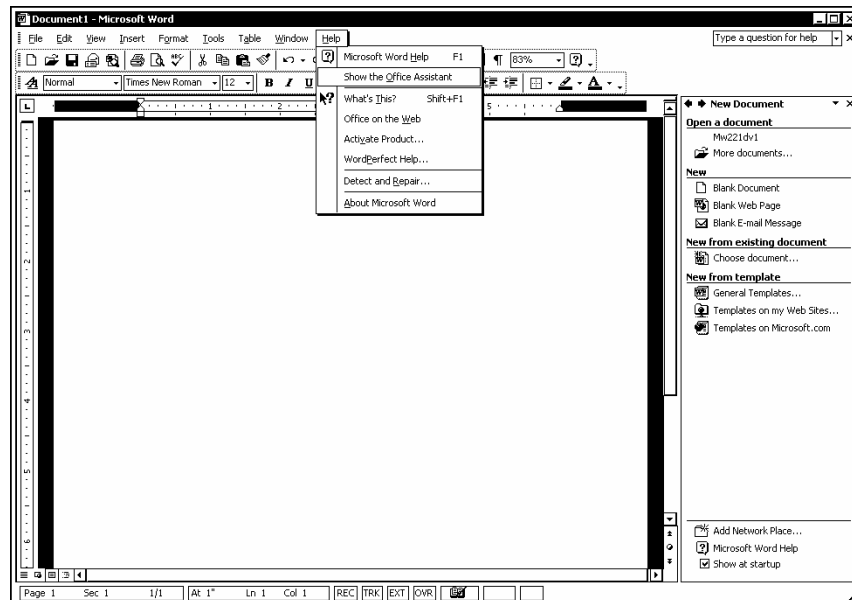 Document1 - Microsoft Word
File Edit View Insert Format Tools Table Window Help
Type a question for help
83%
Normal Times New Roman 12 B I U
Microsoft Word Help F1
Show the Office Assistant
What's This? Shift+F1
Office on the Web
Activate Product...
WordPerfect Help...
Detect and Repair...
About Microsoft Word
1 2 5
New Document
Open a document
Mw221dv1
More documents...
New
Blank Document
Blank Web Page
Blank E-mail Message
New from existing document
Choose document...
New from template
General Templates...
Templates on my Web Sites...
Templates on Microsoft.com
Add Network Place...
Microsoft Word Help
Show at startup
Page 1 Sec 1 1/1 At 1" Ln 1 Col 1 REC TRK EXT OVR